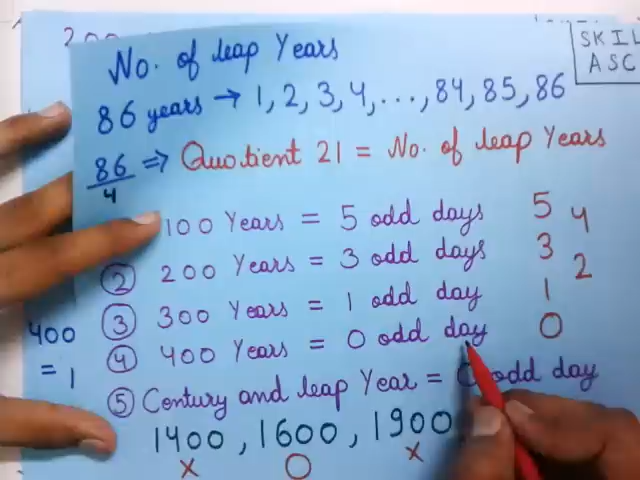 200
SKIL
ASC
No. of leap Years
86 years → 1, 2, 3, 4, ..., 84, 85, 86
86/4 => Quotient 21 = No. of leap Years
100 Years = 5 odd days 5 4
② 200 Years = 3 odd days 3 2
③ 300 Years = 1 odd day 1
④ 400 Years = 0 odd day 0
400
= 1
⑤ Century and leap Year = 0 odd day
1400, 1600, 1900
x O x